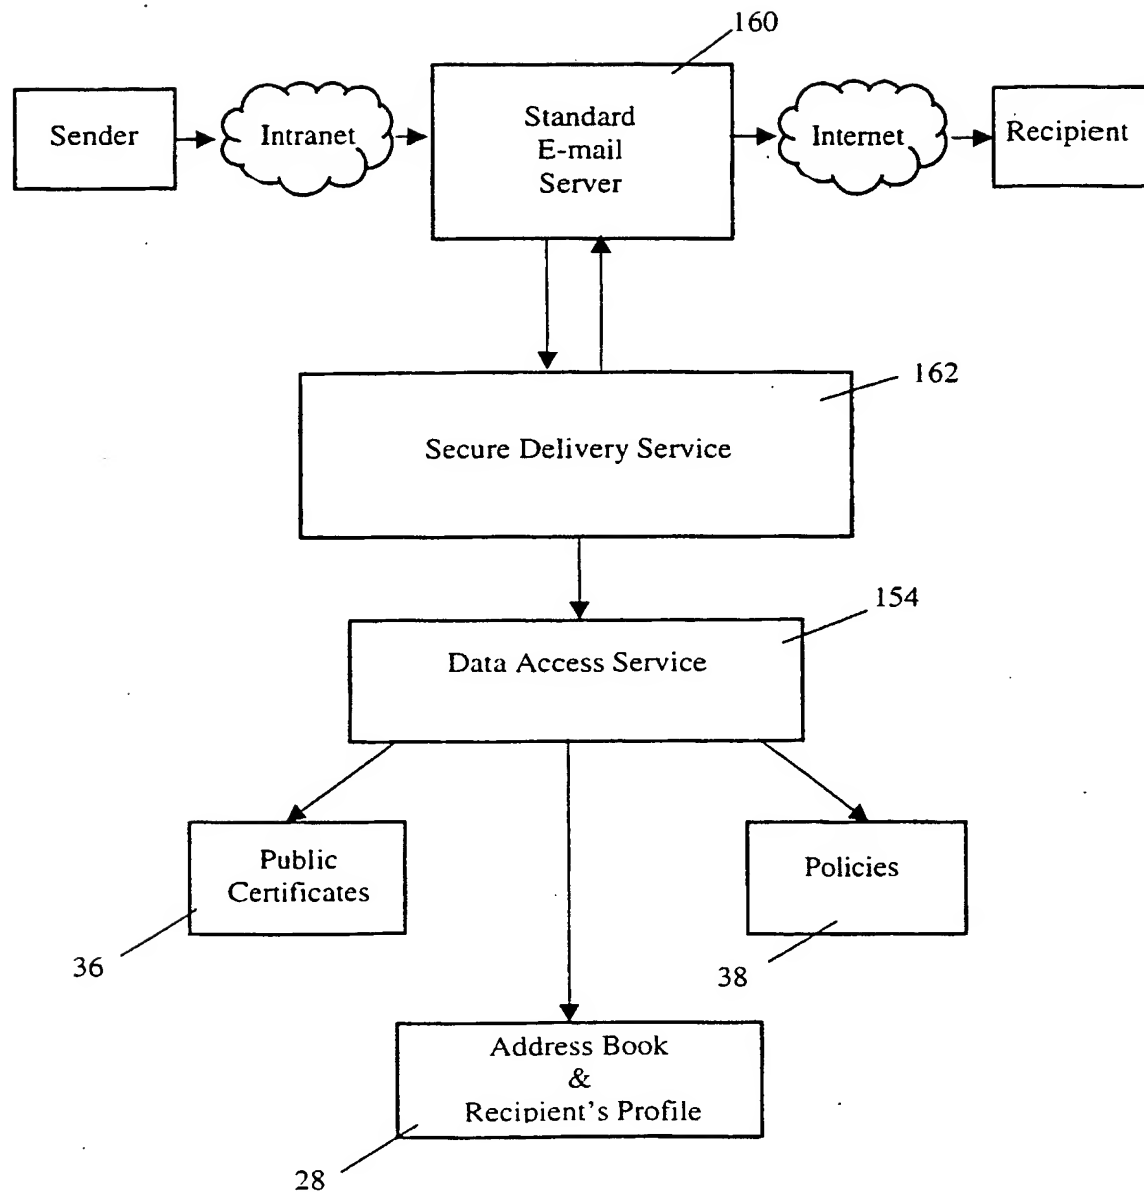 160
Sender
Intranet
Standard
E-mail
Server
Internet
Recipient
162
Secure Delivery Service
154
Data Access Service
Public
Certificates
Policies
36
38
Address Book
&
Recipient's Profile
28